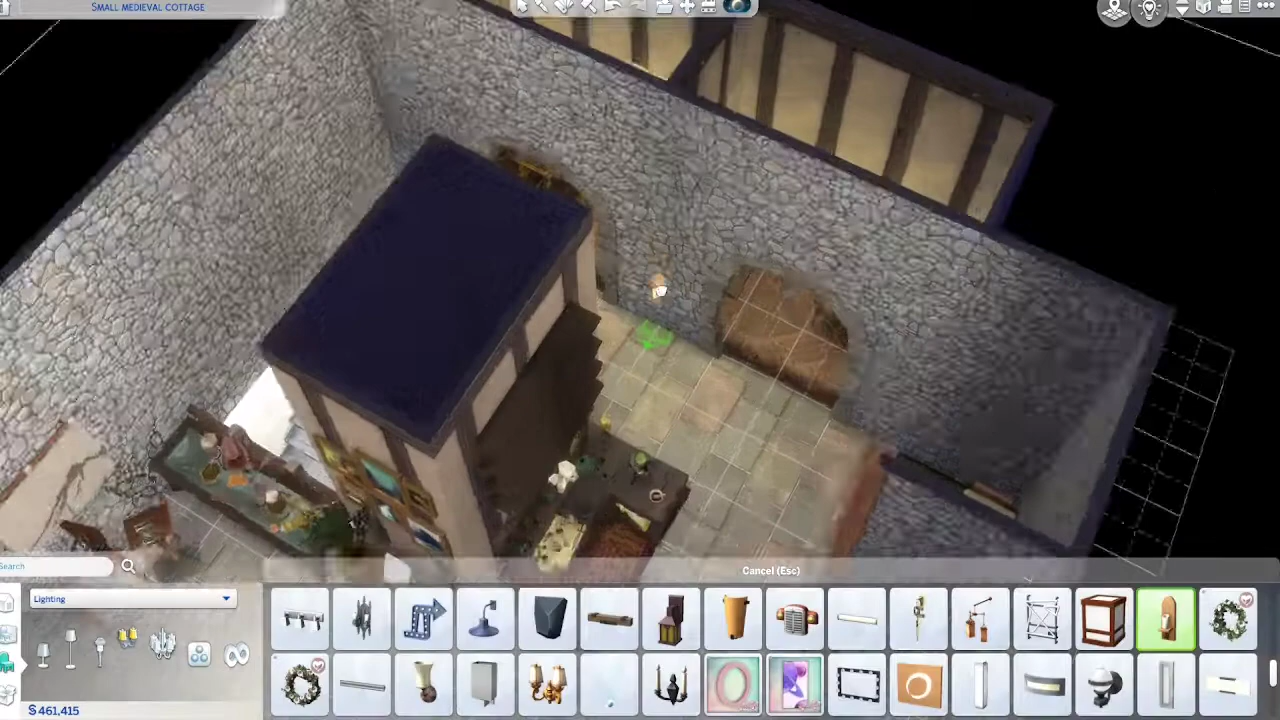 SMALL MEDIEVAL COTTAGE
Cancel (Esc)
Search
Lighting
§461,415